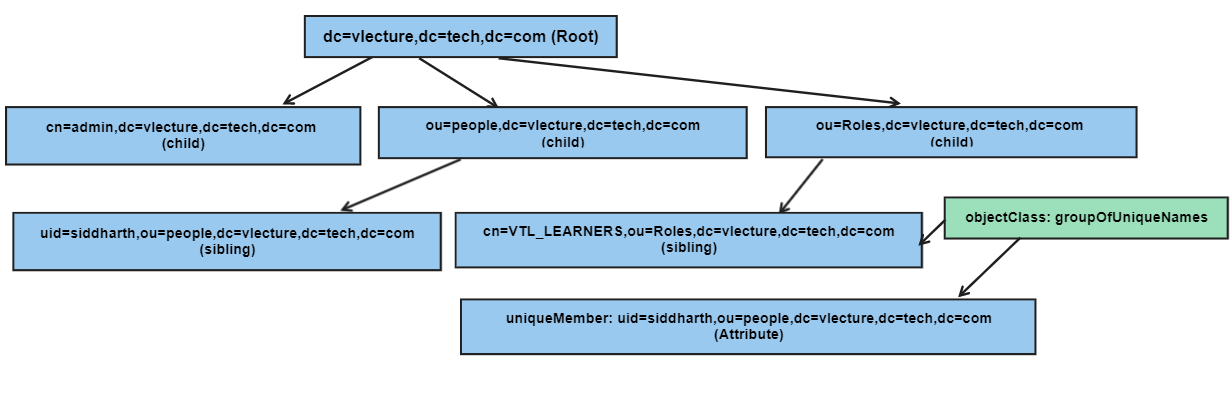 dc=vlecture,dc=tech,dc=com (Root)
cn=admin,dc=vlecture,dc=tech,dc=com
(child)
ou=people,dc=vlecture,dc=tech,dc=com
(child)
ou=Roles,dc=vlecture,dc=tech,dc=com
(child)
uid=siddharth,ou=people,dc=vlecture,dc=tech,dc=com
(sibling)
cn=VTL_LEARNERS,ou=Roles,dc=vlecture,dc=tech,dc=com
(sibling)
objectClass: groupOfUniqueNames
uniqueMember: uid=siddharth,ou=people,dc=vlecture,dc=tech,dc=com
(Attribute)